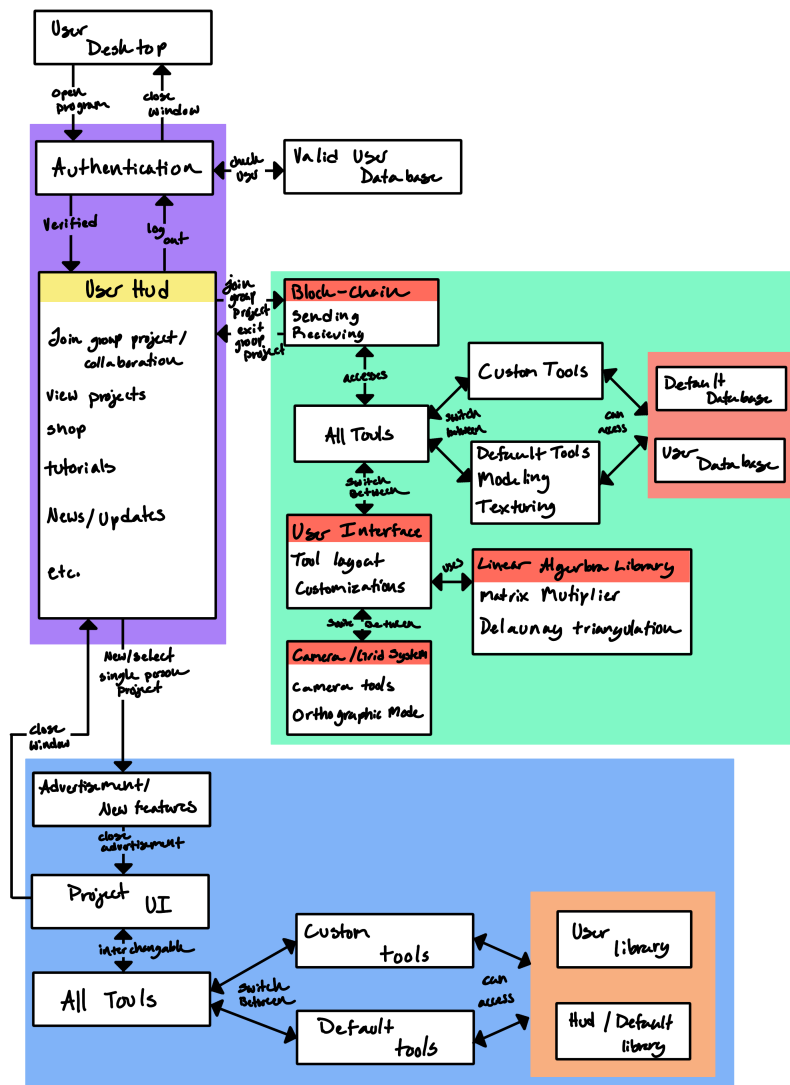 User
Desktop
open
program
close
window
Authentication
check
user
Valid User
Database
Verified
log
out
User Hud
Join group project/
collaboration
View projects
shop
tutorials
News/Updates
etc.
join
group
project
exit
group
project
Block-Chain
Sending
Recieving
accesses
All Tools
switch
between
Custom Tools
Default Tools
Modeling
Texturing
can
access
Default
Database
User
Database
Switch
Between
User Interface
Tool layout
Customizations
uses
Linear Algerbra Library
Matrix Mutiplier
Delaunay triangulation
Between
Camera/Grid System
Camera tools
Orthographic Mode
New/select
single person
project
close
window
Advertisement/
New features
close
advertisement
Project
UI
interchangable
All Tools
Switch
Between
Custom
tools
Default
tools
can
access
User
library
Hud / Default
library